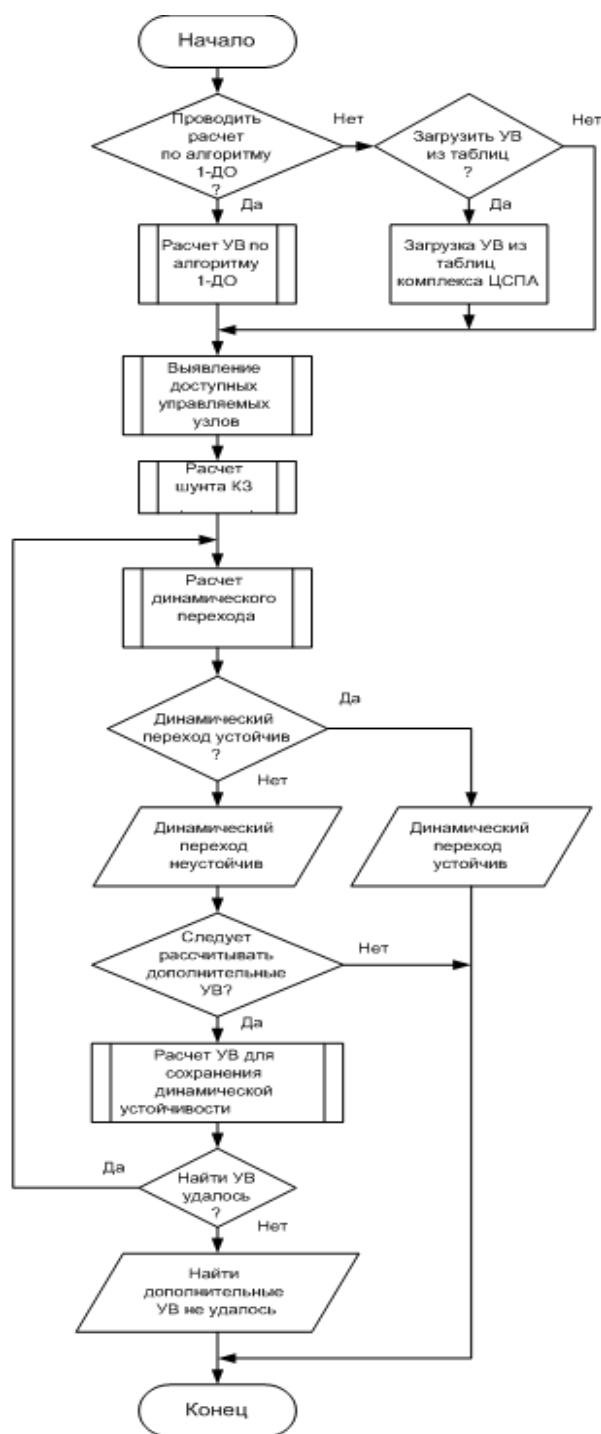 Начало
Проводить
расчет
по алгоритму
1-ДО
?
Нет
Загрузить УВ
из таблиц
?
Нет
Да
Да
Расчет УВ по
алгоритму
1-ДО
Загрузка УВ из
таблиц
комплекса ЦСПА
Выявление
доступных
управляемых
узлов
Расчет
шунта КЗ
Расчет
динамического
перехода
Динамический
переход устойчив
?
Да
Нет
Динамический
переход
неустойчив
Динамический
переход
устойчив
Следует
рассчитывать
дополнительные
УВ?
Нет
Да
Расчет УВ для
сохранения
динамической
устойчивости
Да
Найти УВ
удалось
?
Нет
Найти
дополнительные
УВ не удалось
Конец